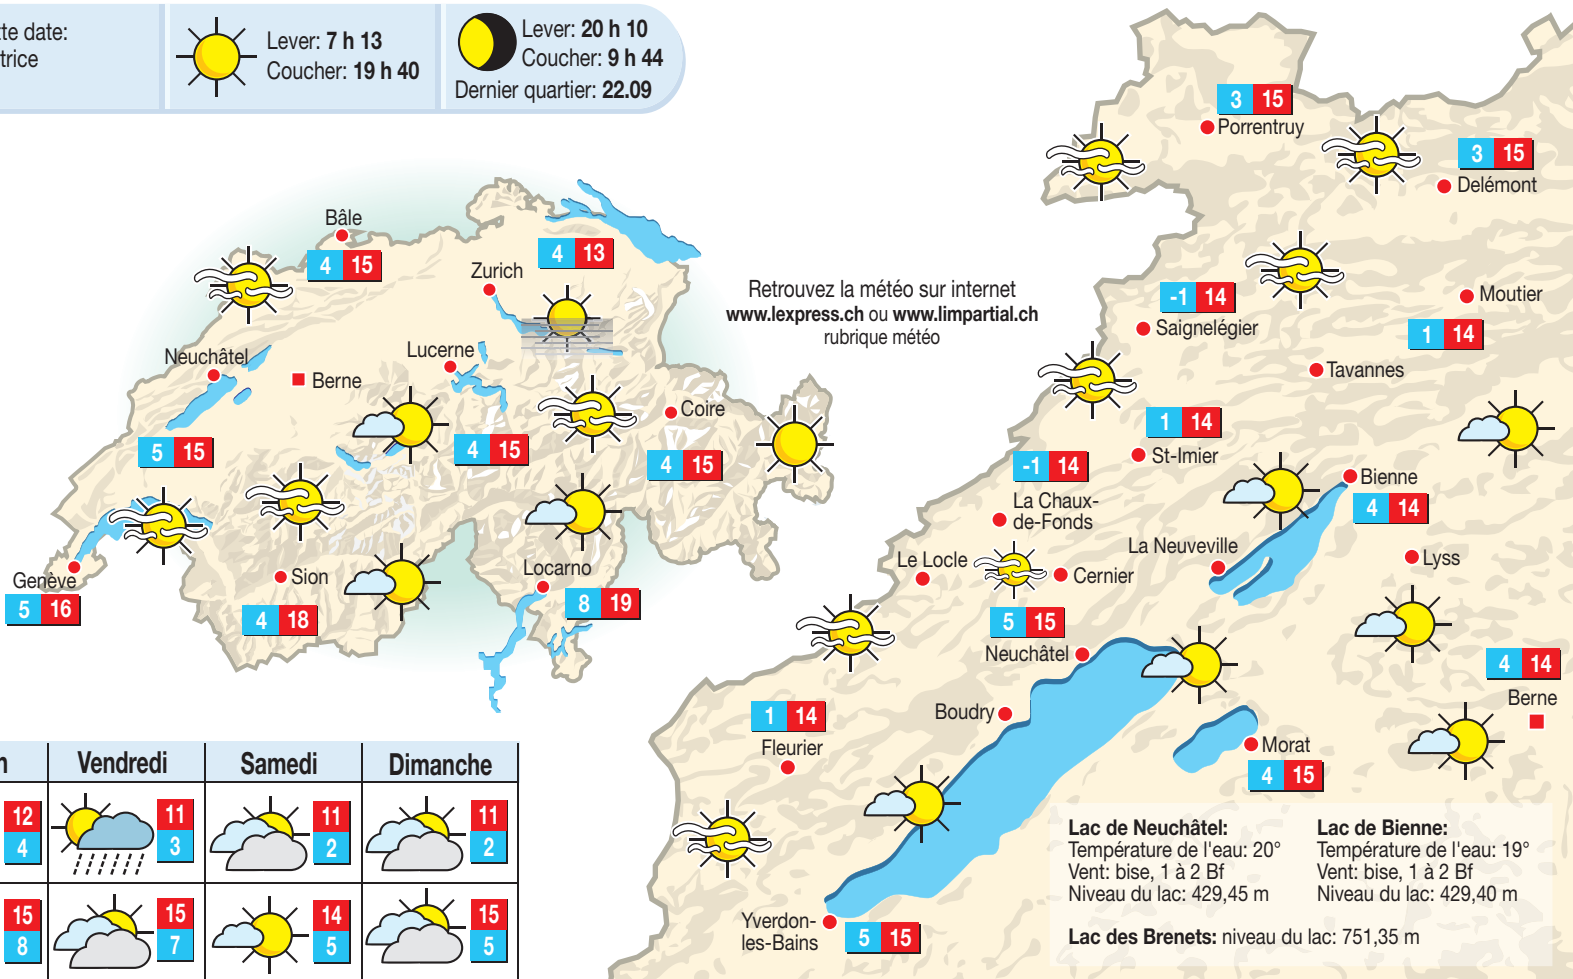 te date:
trice
Lever: 7 h 13
Coucher: 19 h 40
Lever: 20 h 10
Coucher: 9 h 44
Dernier quartier: 22.09
Bâle
4 15
Zurich
4 13
Neuchâtel
5 15
Berne
Lucerne
4 15
Coire
4 15
Genève
5 16
Sion
4 18
Locarno
8 19
Retrouvez la météo sur internet
www.lexpress.ch ou www.limpartial.ch
rubrique météo
3 15
Porrentruy
3 15
Delémont
-1 14
Saignelégier
Moutier
1 14
Tavannes
1 14
St-Imier
-1 14
La Chaux-
de-Fonds
Bienne
4 14
La Neuveville
Lyss
Le Locle
Cernier
5 15
Neuchâtel
4 14
Berne
Boudry
1 14
Fleurier
Morat
4 15
Yverdon-
les-Bains
5 15
n
Vendredi
Samedi
Dimanche
12
4
11
3
11
2
11
2
15
8
15
7
14
5
15
5
Lac de Neuchâtel:
Température de l'eau: 20°
Vent: bise, 1 à 2 Bf
Niveau du lac: 429,45 m
Lac de Bienne:
Température de l'eau: 19°
Vent: bise, 1 à 2 Bf
Niveau du lac: 429,40 m
Lac des Brenets: niveau du lac: 751,35 m